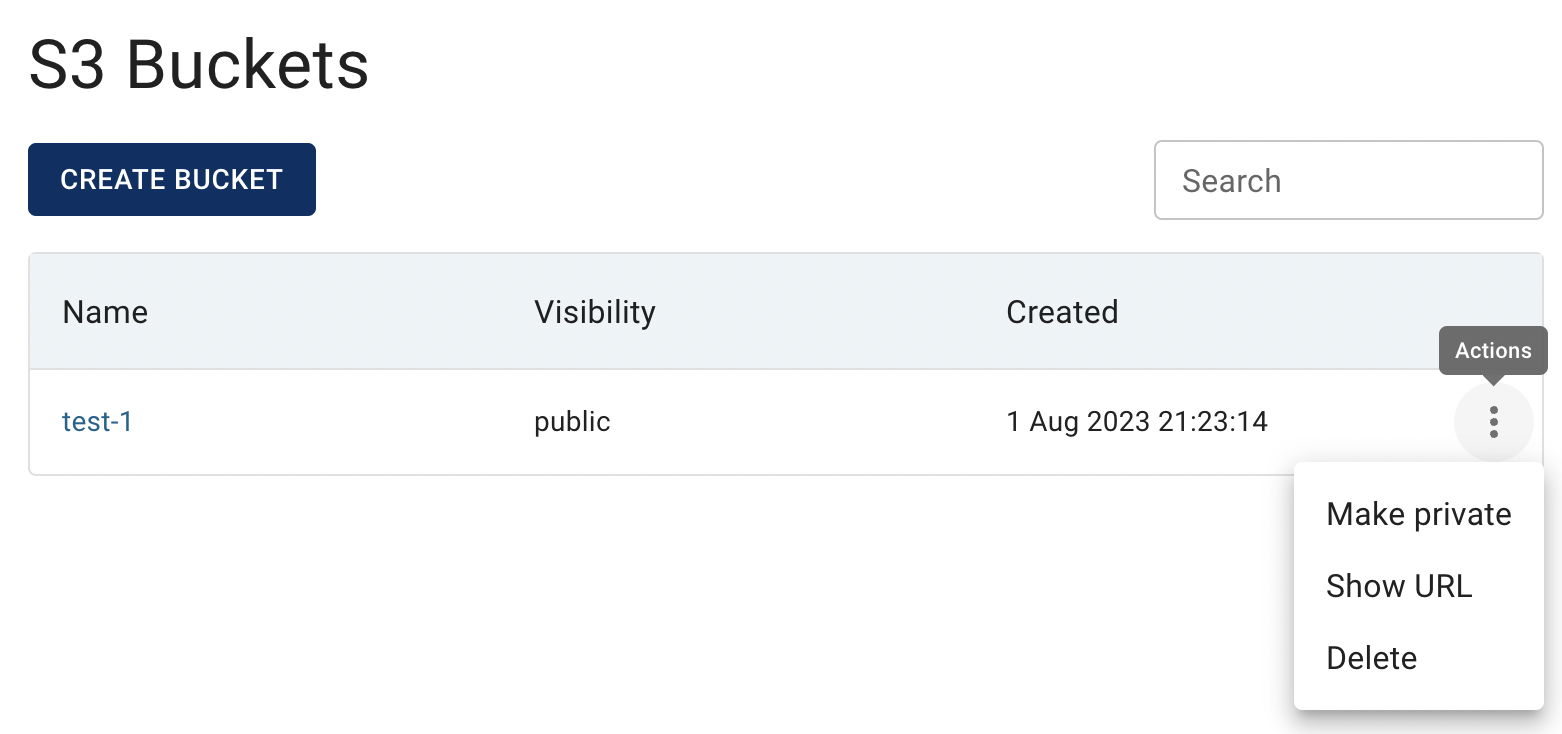 S3 Buckets
CREATE BUCKET
Search
Name Visibility Created
Actions
test-1 public 1 Aug 2023 21:23:14
Make private
Show URL
Delete